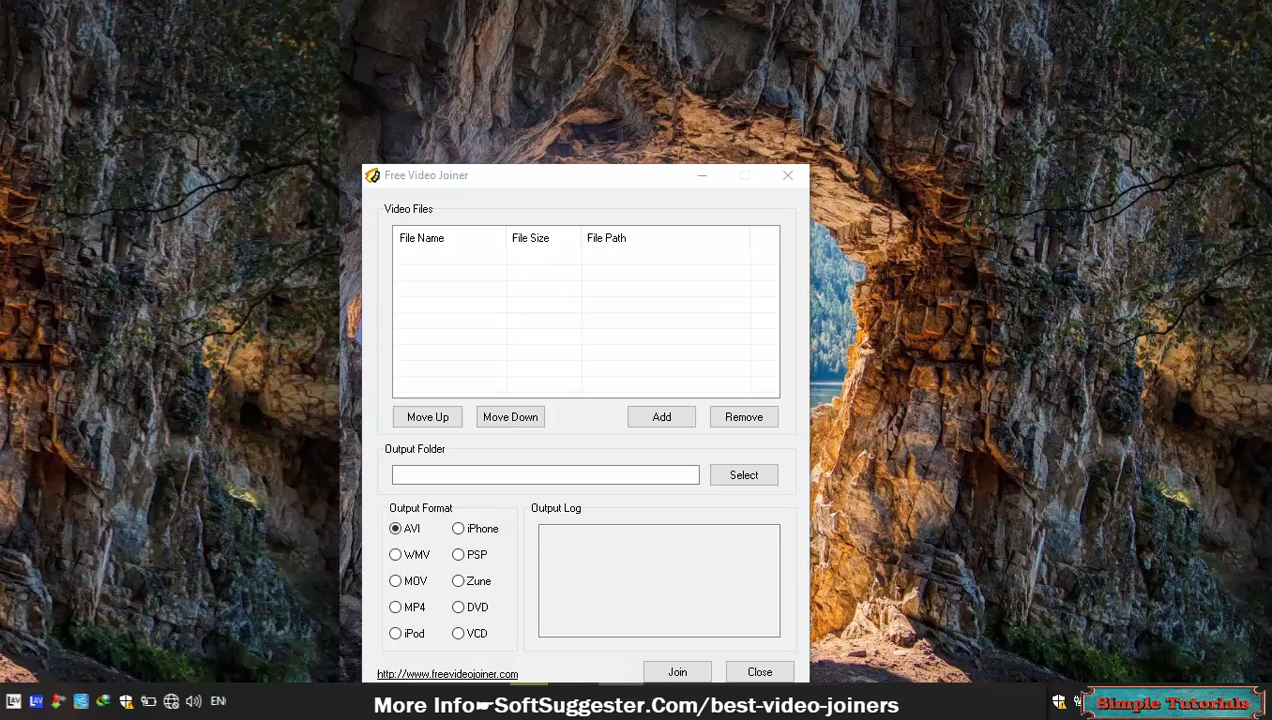 Free Video Joiner
Video Files
File Name File Size File Path
Move Up Move Down Add Remove
Output Folder
Select
Output Format
AVI iPhone
WMV PSP
MOV Zune
MP4 DVD
iPod VCD
Output Log
http://www.freevideojoiner.com
Join Close
LAV LAV EN
More Info☛SoftSuggester.Com/best-video-joiners
Simple Tutorials